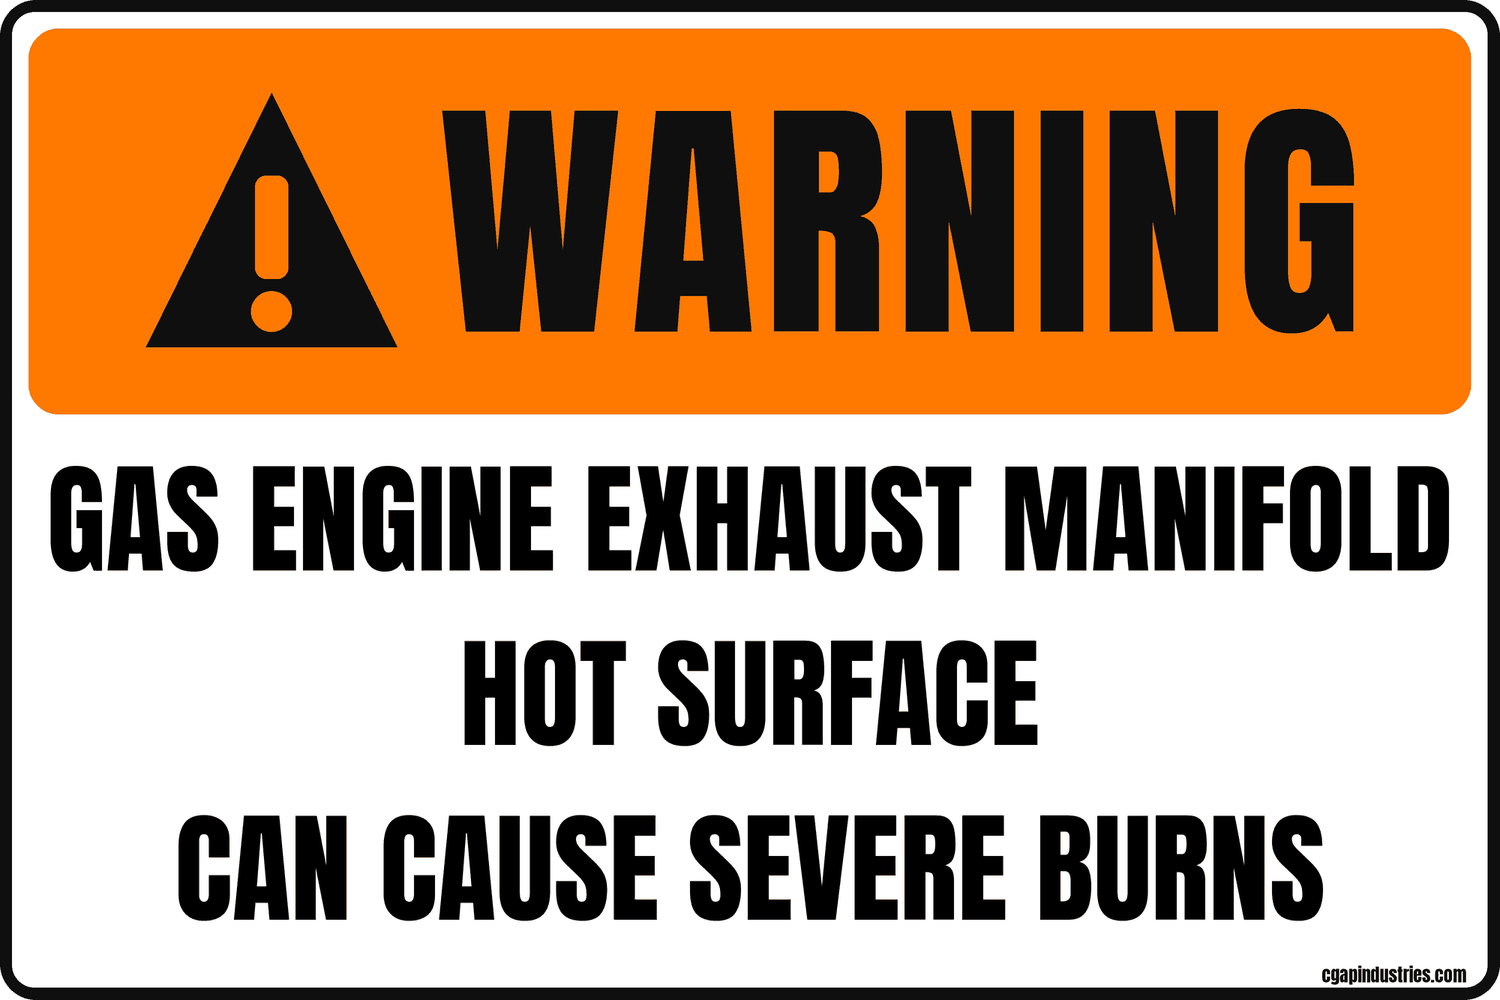 WARNING
GAS ENGINE EXHAUST MANIFOLD
HOT SURFACE
CAN CAUSE SEVERE BURNS
cgapindustries.com